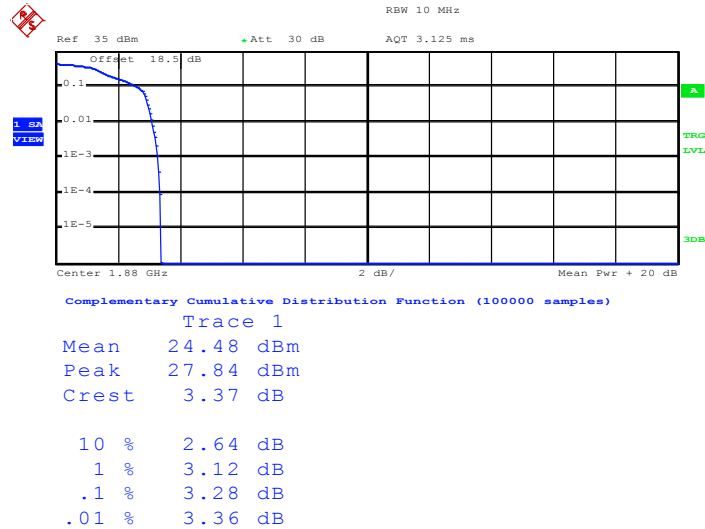 RBW 10 MHz
Ref 35 dBm * Att 30 dB AQT 3.125 ms
Offset 18.5 dB
0.1
A
0.01
1 SA
VIEW
TRG
LVL
1E-3
1E-4
1E-5
3DB
Center 1.88 GHz 2 dB/ Mean Pwr + 20 dB
Complementary Cumulative Distribution Function (100000 samples)
Trace 1
Mean 24.48 dBm
Peak 27.84 dBm
Crest 3.37 dB
10 % 2.64 dB
1 % 3.12 dB
.1 % 3.28 dB
.01 % 3.36 dB